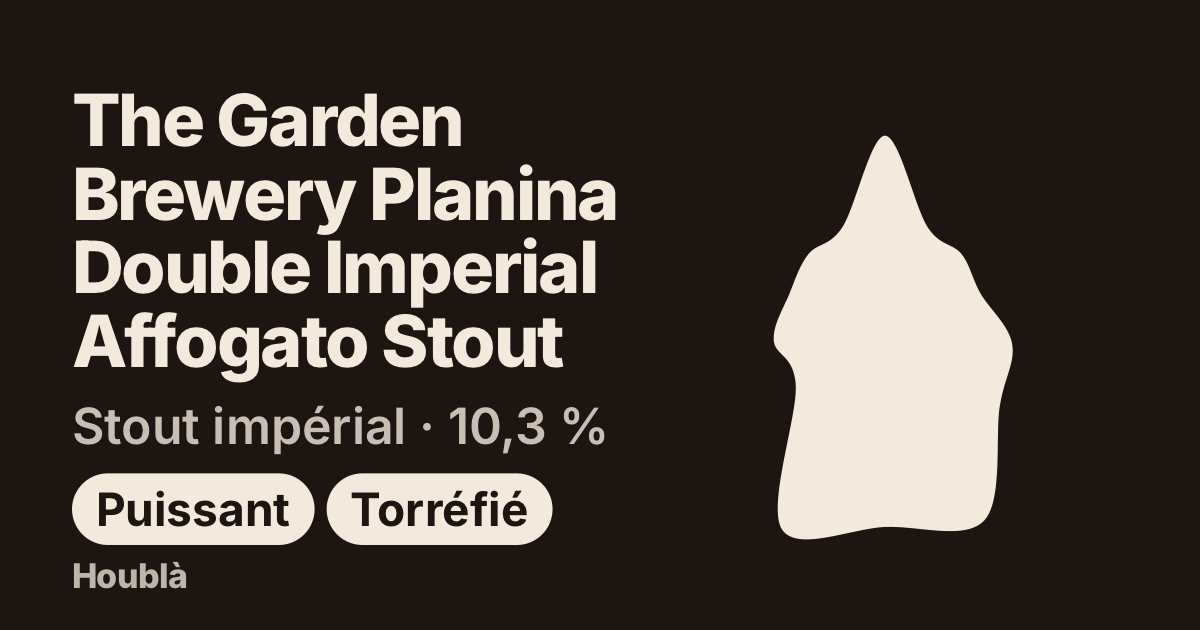 The Garden
Brewery Planina
Double Imperial
Affogato Stout
Stout impérial · 10,3 %
Puissant Torréfié
Houblà